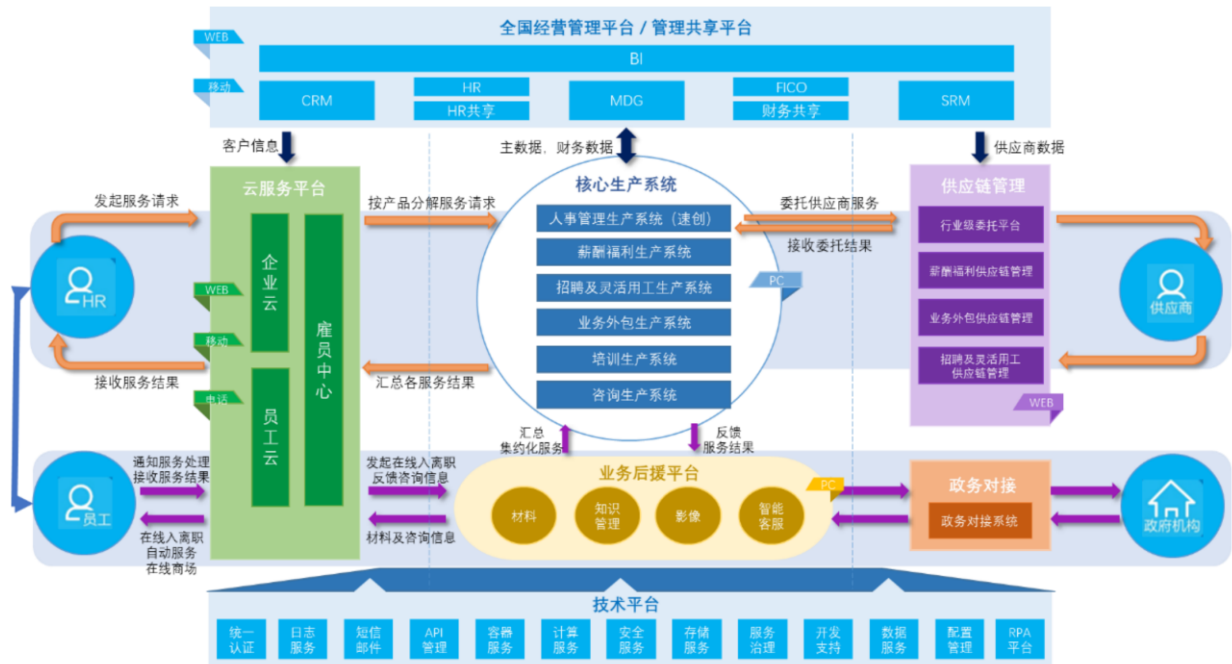 全国经营管理平台 / 管理共享平台
WEB
BI
移动
CRM
HR
HR共享
MDG
FICO
财务共享
SRM
客户信息
主数据，财务数据
供应商数据
云服务平台
企业云
员工云
雇员中心
WEB
移动
电话
发起服务请求
HR
接收服务结果
按产品分解服务请求
汇总各服务结果
核心生产系统
人事管理生产系统（速创）
薪酬福利生产系统
招聘及灵活用工生产系统
业务外包生产系统
培训生产系统
咨询生产系统
PC
委托供应商服务
接收委托结果
供应链管理
行业级委托平台
薪酬福利供应链管理
业务外包供应链管理
招聘及灵活用工
供应链管理
WEB
供应商
汇总
集约化服务
反馈
服务结果
员工
通知服务处理
接收服务结果
在线入离职
自动服务
在线商场
发起在线入离职
反馈咨询信息
材料及咨询信息
业务后援平台
材料
知识
管理
影像
智能
客服
PC
政务对接
政务对接系统
政府机构
技术平台
统一
认证
日志
服务
短信
邮件
API
管理
容器
服务
计算
服务
安全
服务
存储
服务
服务
治理
开发
支持
数据
服务
配置
管理
RPA
平台